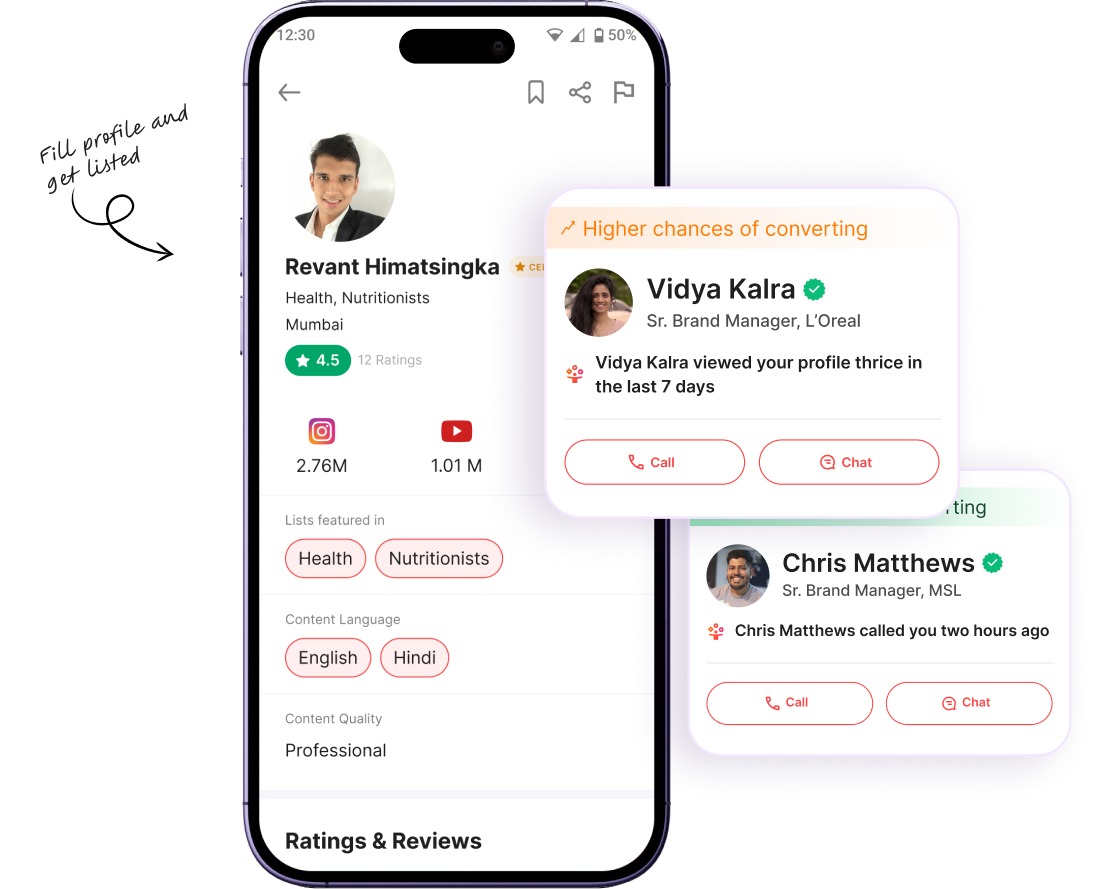 12:30
50%
Fill profile and
get listed
Revant Himatsingka
Health, Nutritionists
Mumbai
4.5 12 Ratings
2.76M 1.01 M
Lists featured in
Health Nutritionists
Content Language
English Hindi
Content Quality
Professional
Ratings & Reviews
Higher chances of converting
Vidya Kalra
Sr. Brand Manager, L’Oreal
Vidya Kalra viewed your profile thrice in
the last 7 days
Call Chat
Chris Matthews
Sr. Brand Manager, MSL
Chris Matthews called you two hours ago
Call Chat